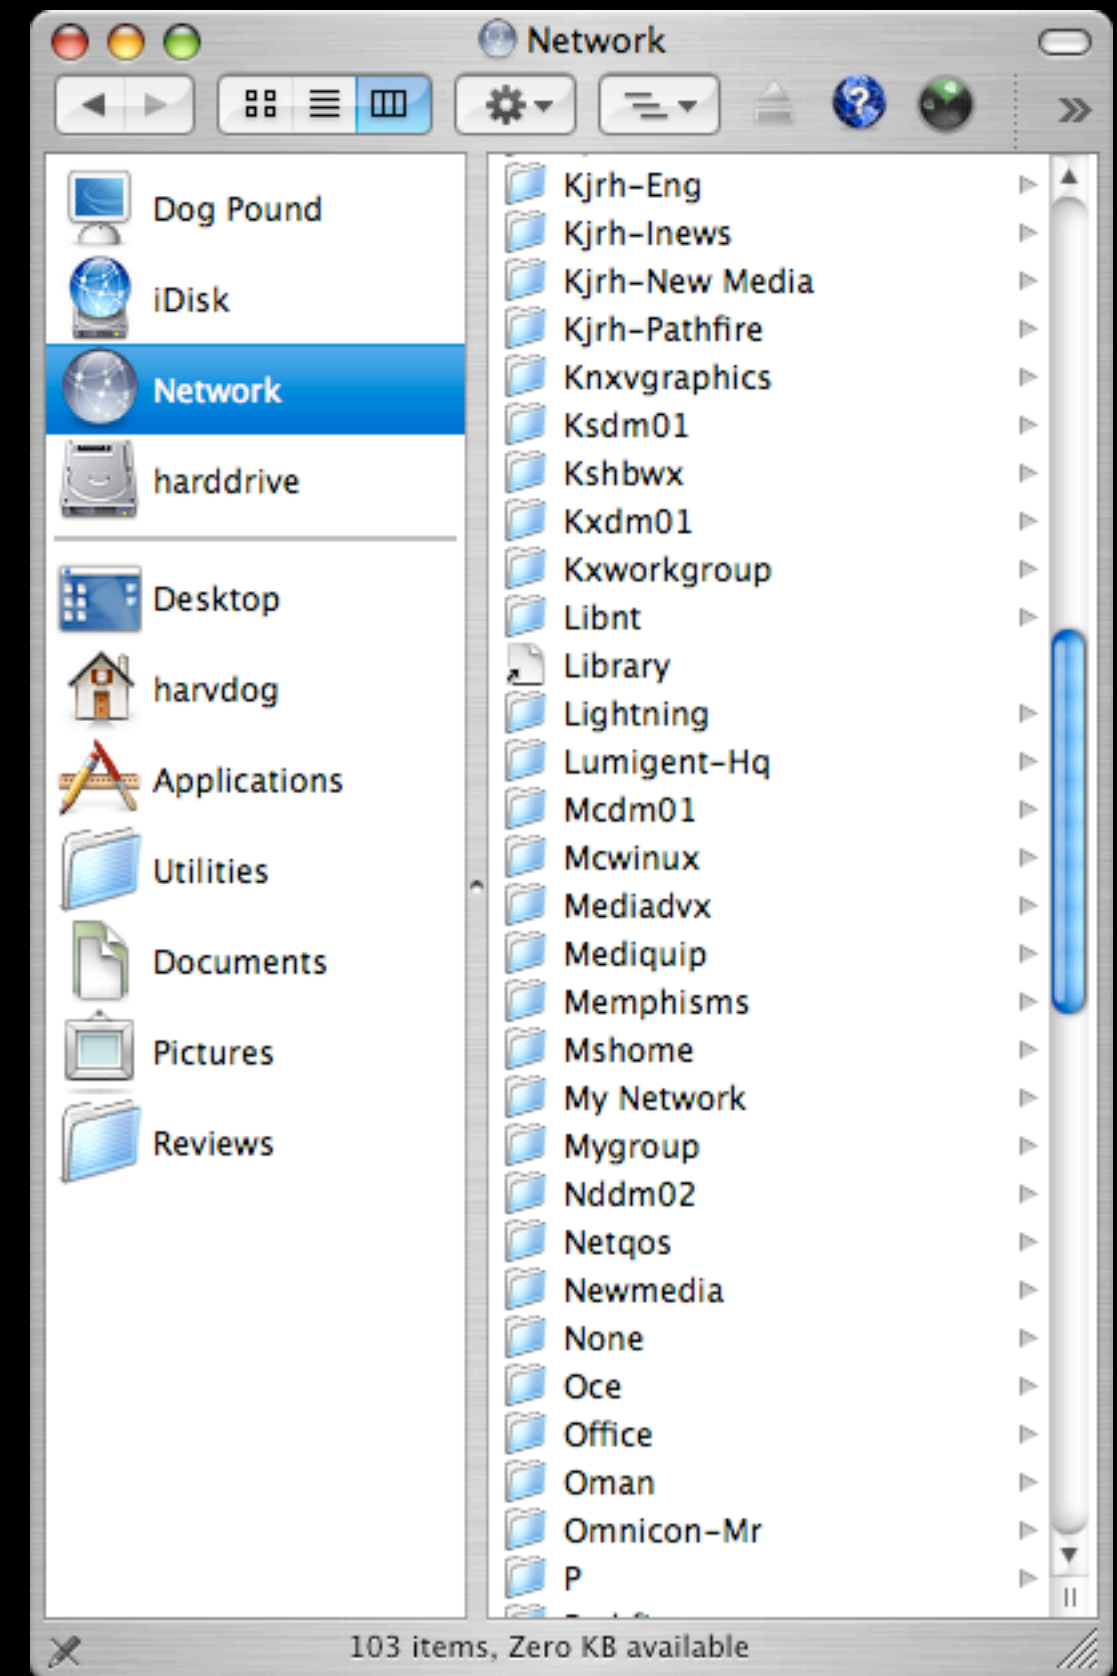 Network
Dog Pound
iDisk
Network
harddrive
Desktop
harvdog
Applications
Utilities
Documents
Pictures
Reviews
Kjrh-Eng
Kjrh-Inews
Kjrh-New Media
Kjrh-Pathfire
Knxvgraphics
Ksdm01
Kshbwx
Kxdm01
Kxworkgroup
Libnt
Library
Lightning
Lumigent-Hq
Mcdm01
Mcwinux
Mediadvx
Mediquip
Memphisms
Mshome
My Network
Mygroup
Nddm02
Netqos
Newmedia
None
Oce
Office
Oman
Omnicon-Mr
P
103 items, Zero KB available